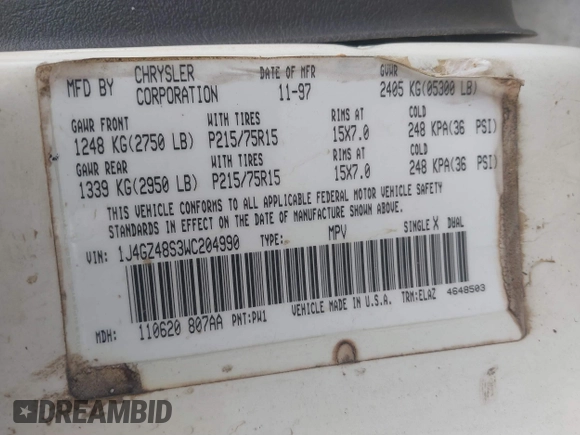 MFD BY CHRYSLER CORPORATION DATE OF MFR 11-97 GVWR 2405 KG(05300 LB)
GAWR FRONT WITH TIRES RIMS AT COLD
1248 KG(2750 LB) P215/75R15 15X7.0 248 KPA(36 PSI)
GAWR REAR WITH TIRES RIMS AT COLD
1339 KG(2950 LB) P215/75R15 15X7.0 248 KPA(36 PSI)
THIS VEHICLE CONFORMS TO ALL APPLICABLE FEDERAL MOTOR VEHICLE SAFETY
STANDARDS IN EFFECT ON THE DATE OF MANUFACTURE SHOWN ABOVE.
VIN: 1J4GZ48S3WC204990 TYPE: MPV SINGLE X DUAL
MDH: 110620 807AA PNT:PW1 VEHICLE MADE IN U.S.A. TRM:ELAZ 4648503
DREAMBID